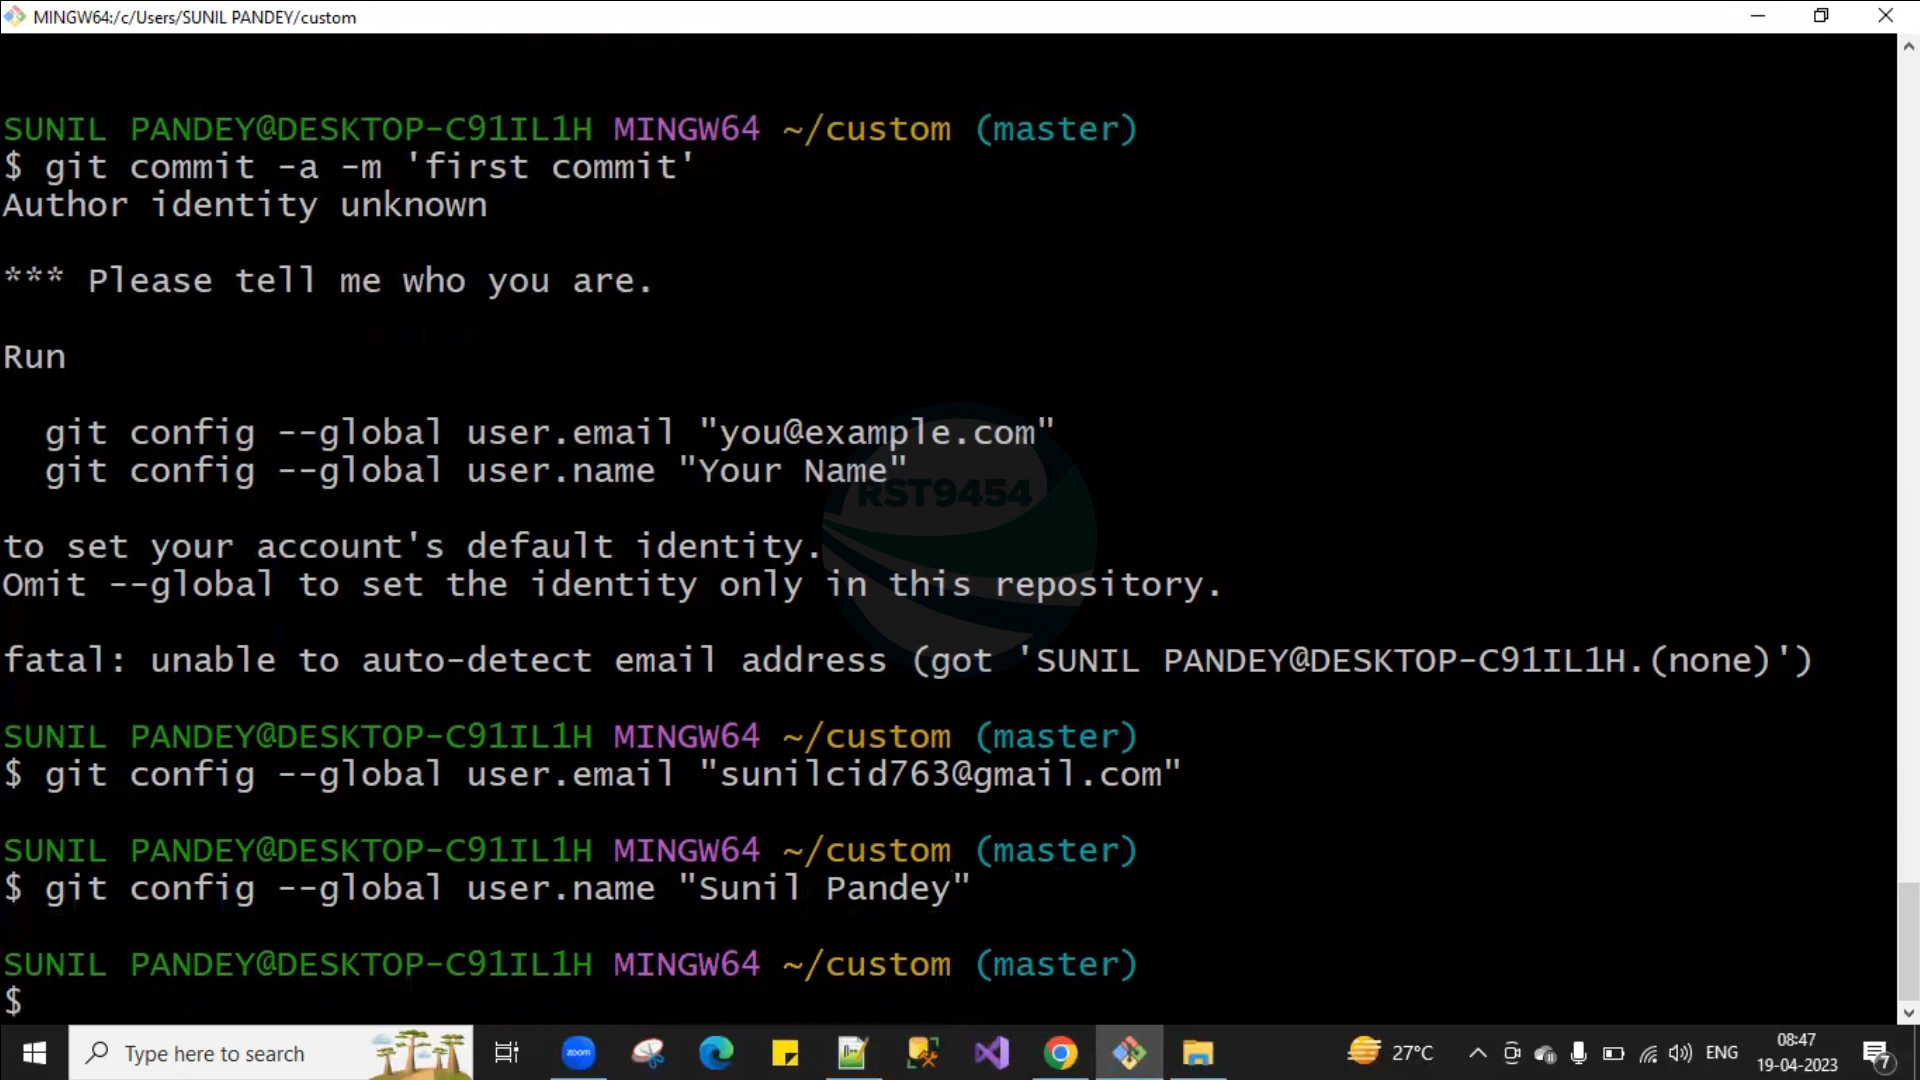 MINGW64:/c/Users/SUNIL PANDEY/custom
SUNIL PANDEY@DESKTOP-C91IL1H MINGW64 ~/custom (master)
$ git commit -a -m 'first commit'
Author identity unknown
*** Please tell me who you are.
Run
git config --global user.email "you@example.com"
git config --global user.name "Your Name"
RST9454
to set your account's default identity.
Omit --global to set the identity only in this repository.
fatal: unable to auto-detect email address (got 'SUNIL PANDEY@DESKTOP-C91IL1H.(none)')
SUNIL PANDEY@DESKTOP-C91IL1H MINGW64 ~/custom (master)
$ git config --global user.email "sunilcid763@gmail.com"
SUNIL PANDEY@DESKTOP-C91IL1H MINGW64 ~/custom (master)
$ git config --global user.name "Sunil Pandey"
SUNIL PANDEY@DESKTOP-C91IL1H MINGW64 ~/custom (master)
$
Type here to search
zoom
27°C
ENG
08:47
19-04-2023
7